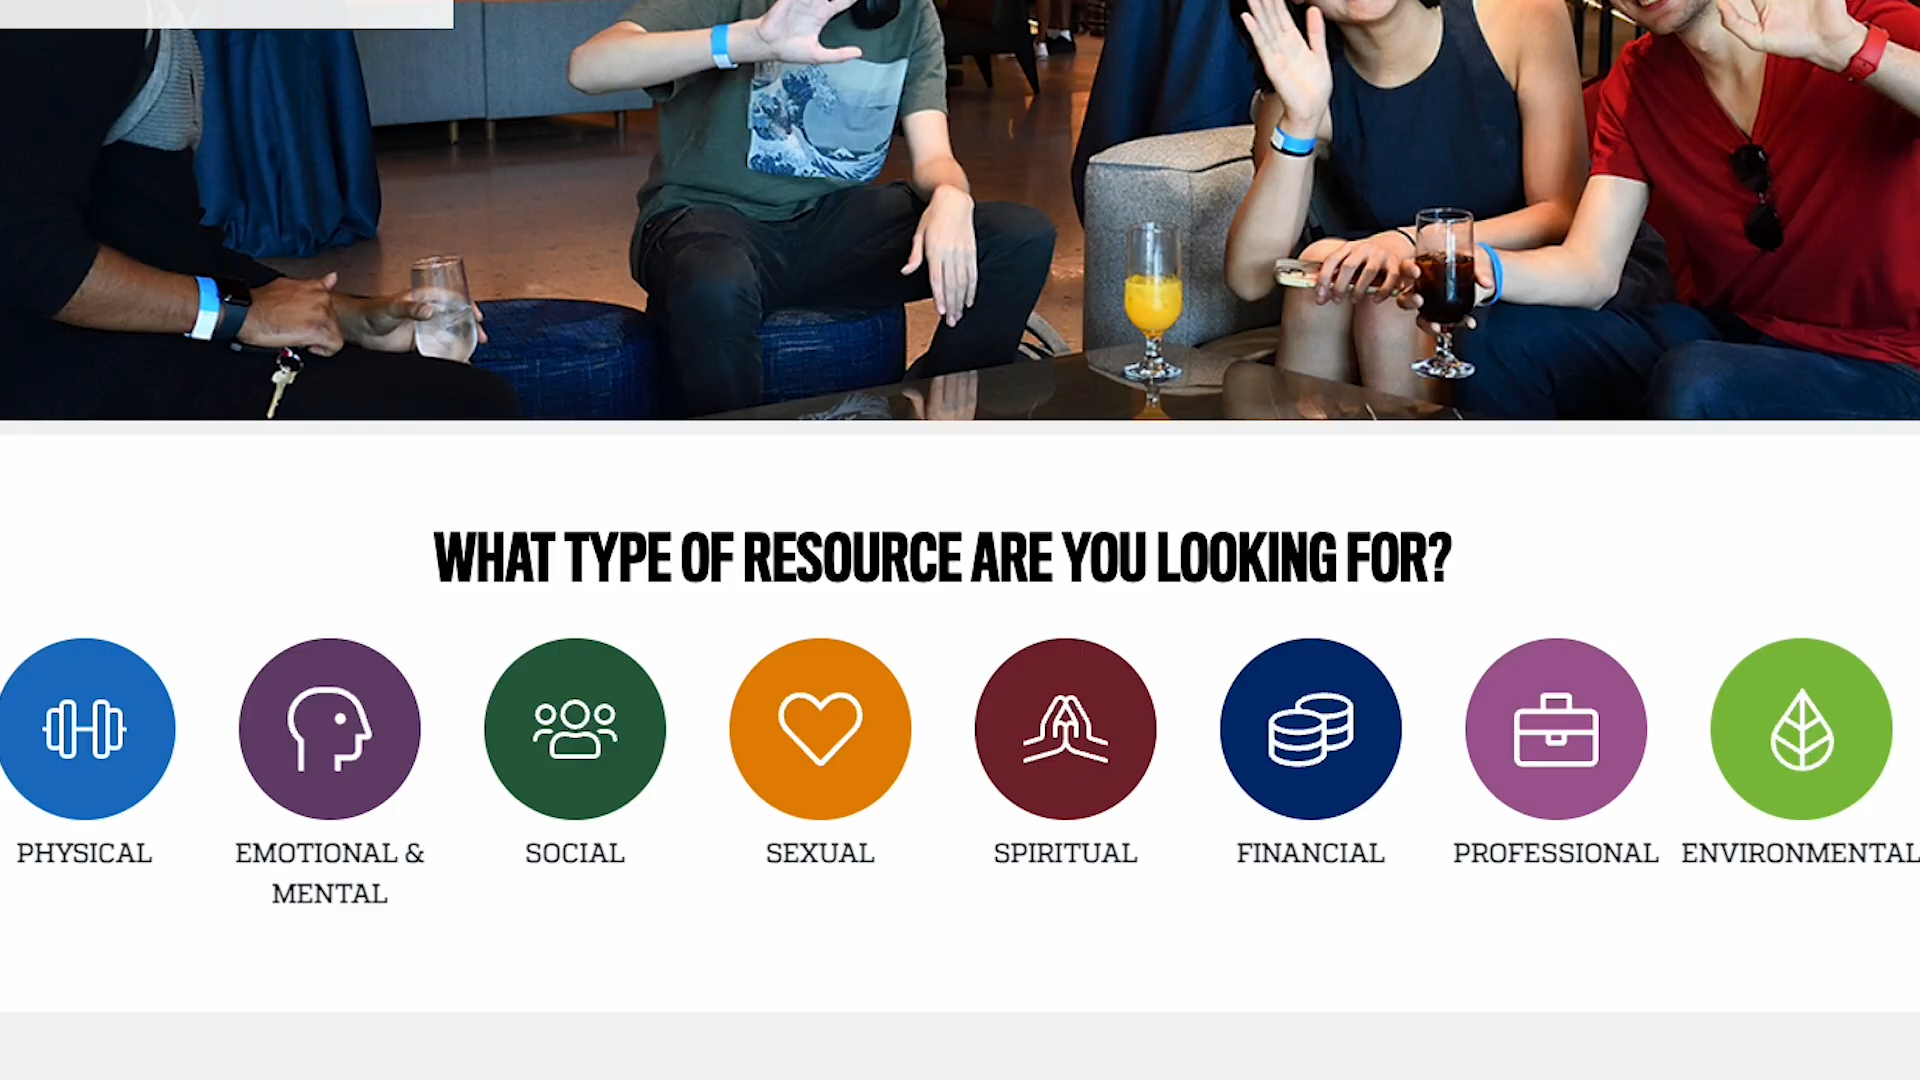 WHAT TYPE OF RESOURCE ARE YOU LOOKING FOR?
PHYSICAL
EMOTIONAL &
MENTAL
SOCIAL
SEXUAL
SPIRITUAL
FINANCIAL
PROFESSIONAL
ENVIRONMENTAL